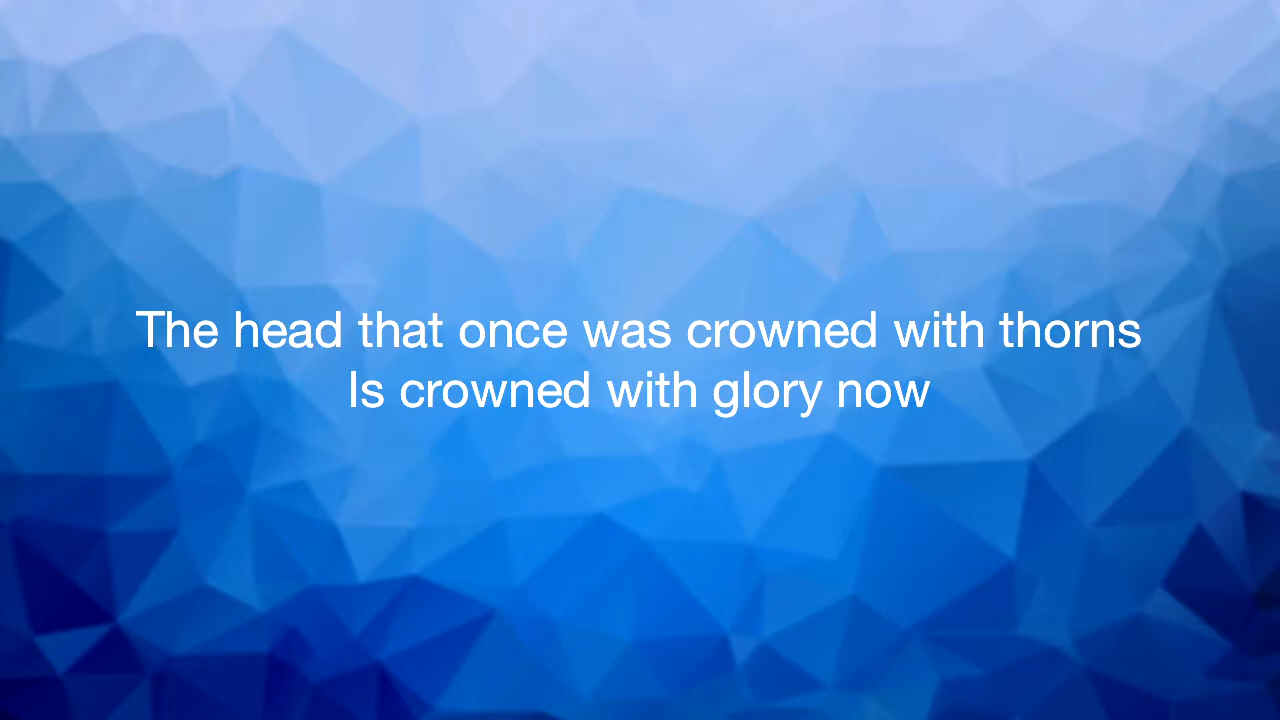 The head that once was crowned with thorns
Is crowned with glory now